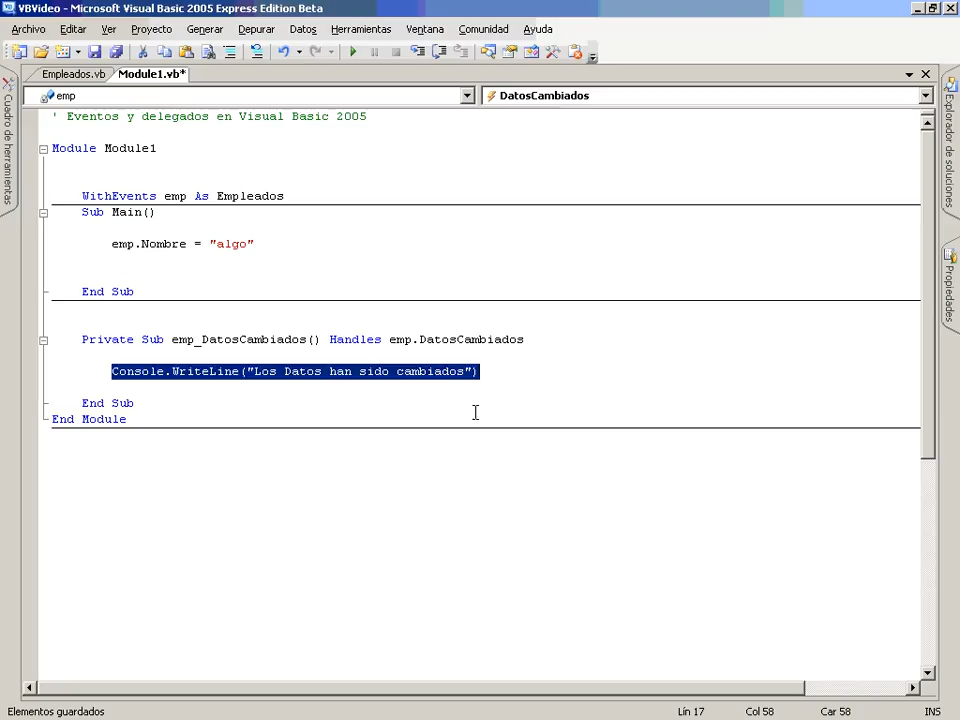 VBVideo - Microsoft Visual Basic 2005 Express Edition Beta
Archivo Editar Ver Proyecto Generar Depurar Datos Herramientas Ventana Comunidad Ayuda
Empleados.vb Module1.vb*
emp DatosCambiados
Cuadro de herramientas
Explorador de soluciones
Propiedades
' Eventos y delegados en Visual Basic 2005
Module Module1
WithEvents emp As Empleados
Sub Main()
emp.Nombre = "algo"
End Sub
Private Sub emp_DatosCambiados() Handles emp.DatosCambiados
Console.WriteLine("Los Datos han sido cambiados")
End Sub
End Module
Elementos guardados Lín 17 Col 58 Car 58 INS